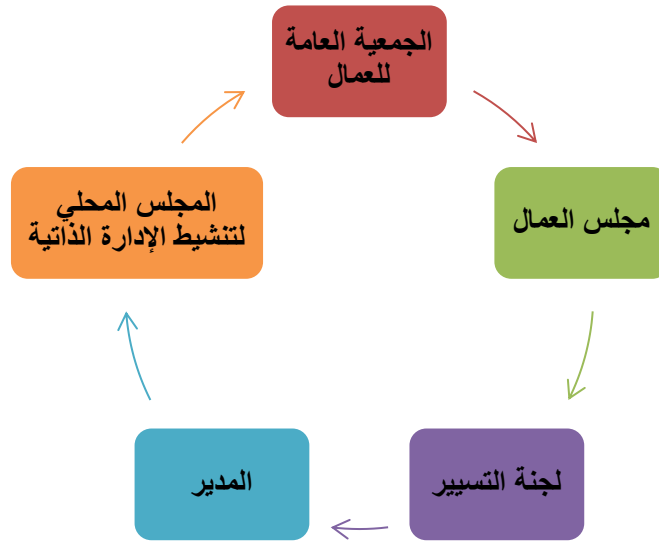 الجمعية العامة
للعمال
مجلس العمال
لجنة التسيير
المدير
المجلس المحلي
لتنشيط الإدارة الذاتية